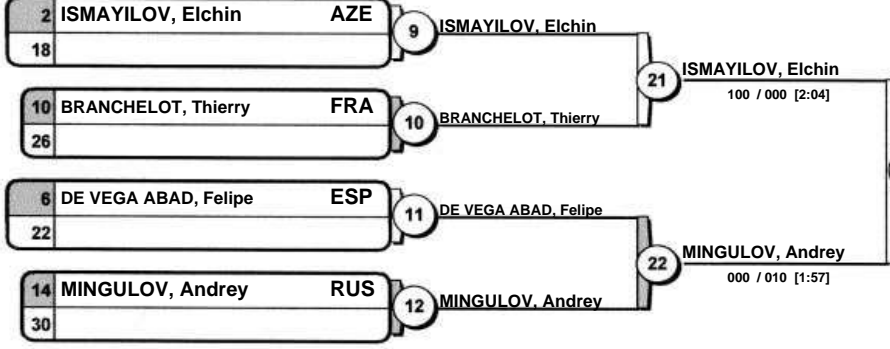 2 ISMAYILOV, Elchin AZE
18
9
ISMAYILOV, Elchin
10 BRANCHELOT, Thierry FRA
26
10
BRANCHELOT, Thierry
21
ISMAYILOV, Elchin
100 / 000 [2:04]
6 DE VEGA ABAD, Felipe ESP
22
11
DE VEGA ABAD, Felipe
14 MINGULOV, Andrey RUS
30
12
MINGULOV, Andrey
22
MINGULOV, Andrey
000 / 010 [1:57]